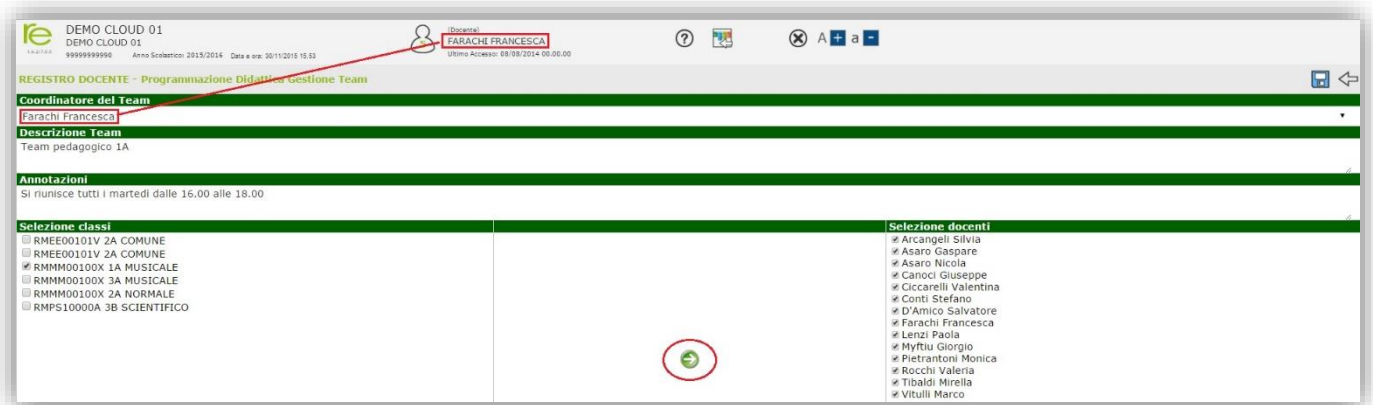 re
DEMO CLOUD 01
DEMO CLOUD 01
99999999990 Anno Scolastico: 2015/2016 Data e ora: 30/11/2015 15.53
(Docente)
FARACHI FRANCESCA
Ultimo Accesso: 08/08/2014 00.00.00
A + a -
REGISTRO DOCENTE - Programmazione Didattica Gestione Team
Coordinatore del Team
Farachi Francesca
Descrizione Team
Team pedagogico 1A
Annotazioni
Si riunisce tutti i martedì dalle 16.00 alle 18.00
Selezione classi
RMEE00101V 2A COMUNE
RMEE00101V 2A COMUNE
RMMM00100X 1A MUSICALE
RMMM00100X 3A MUSICALE
RMMM00100X 2A NORMALE
RMPS10000A 3B SCIENTIFICO
Selezione docenti
Arcangeli Silvia
Asaro Gaspare
Asaro Nicola
Canoci Giuseppe
Ciccarelli Valentina
Conti Stefano
D'Amico Salvatore
Farachi Francesca
Lenzi Paola
Myftiu Giorgio
Pietrantoni Monica
Rocchi Valeria
Tibaldi Mirella
Vitulli Marco